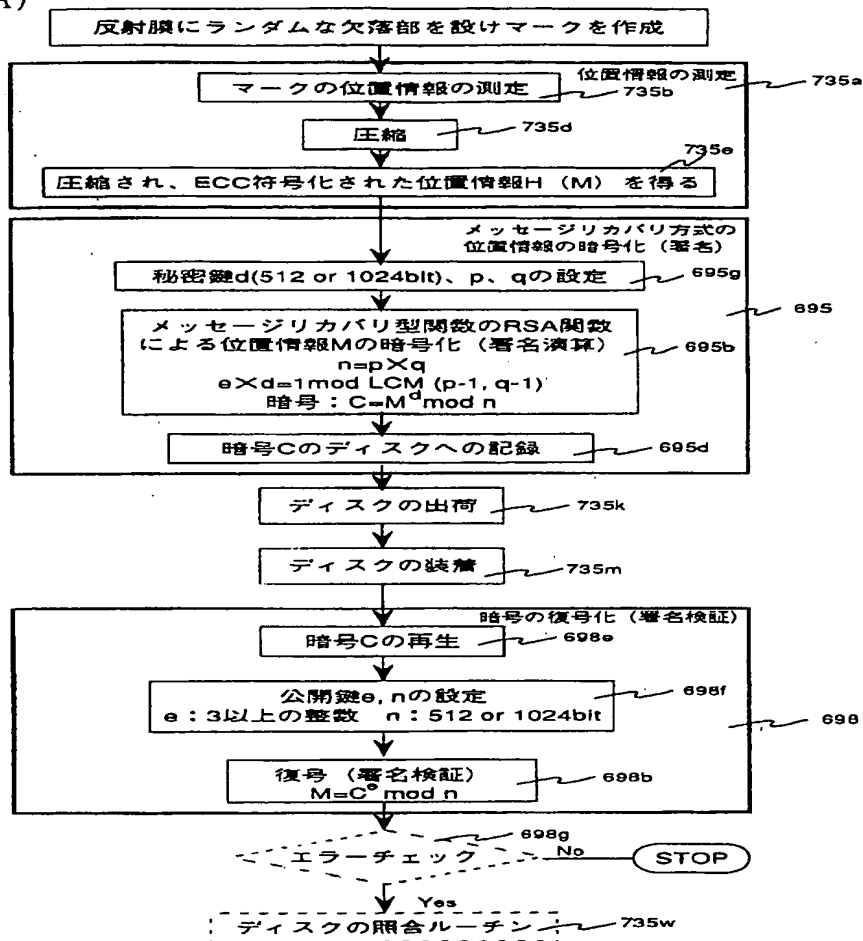 A)
反射膜にランダムな欠落部を設けマークを作成
位置情報の測定
735a
マークの位置情報の測定
735b
圧縮
735d
735e
圧縮され、ECC符号化された位置情報H (M) を得る
メッセージリカバリ方式の
位置情報の暗号化 (署名)
秘密鍵d(512 or 1024bit)、p、qの設定
695g
695
メッセージリカバリ型関数のRSA関数
による位置情報Mの暗号化 (署名演算)
n=p×q
e×d=1mod LCM (p-1, q-1)
暗号：C=M^d mod n
695b
暗号Cのディスクへの記録
695d
ディスクの出荷
735k
ディスクの装着
735m
暗号の復号化 (署名検証)
暗号Cの再生
698e
公開鍵e, nの設定
e：3以上の整数 n：512 or 1024bit
698f
698
復号 (署名検証)
M=C^e mod n
698b
698g
エラーチェック
No
STOP
Yes
ディスクの照合ルーチン
735w